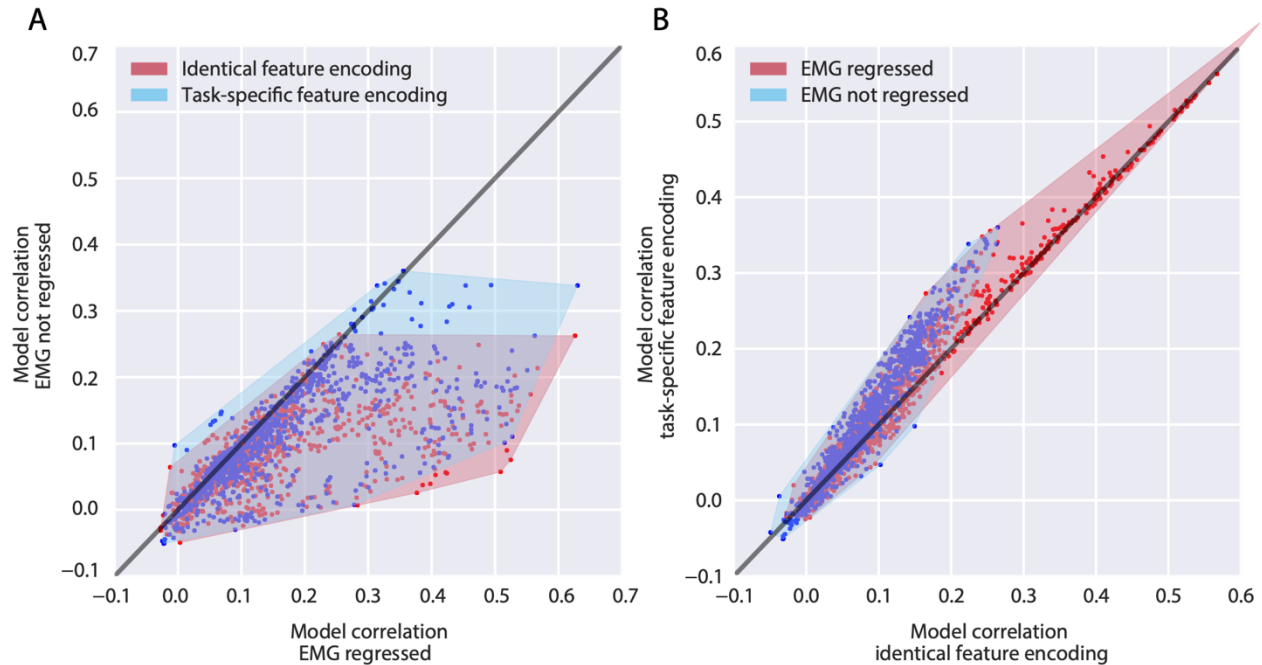 A
B
0.7
0.6
0.5
0.4
0.3
0.2
0.1
0.0
−0.1
Model correlation
EMG not regressed
Identical feature encoding
Task-specific feature encoding
−0.1
0.0
0.1
0.2
0.3
0.4
0.5
0.6
0.7
Model correlation
EMG regressed
0.6
0.5
0.4
0.3
0.2
0.1
0.0
−0.1
Model correlation
task-specific feature encoding
EMG regressed
EMG not regressed
−0.1
0.0
0.1
0.2
0.3
0.4
0.5
0.6
Model correlation
identical feature encoding